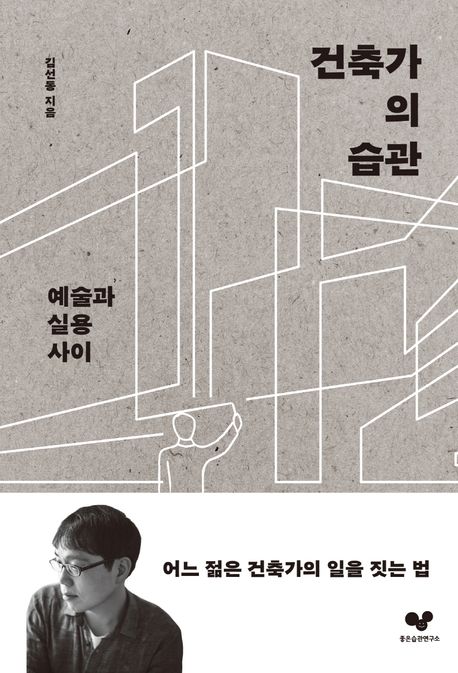 건축가
의
습관
김선동 지음
예술과
실용
사이
어느 젊은 건축가의 일을 짓는 법
좋은습관연구소